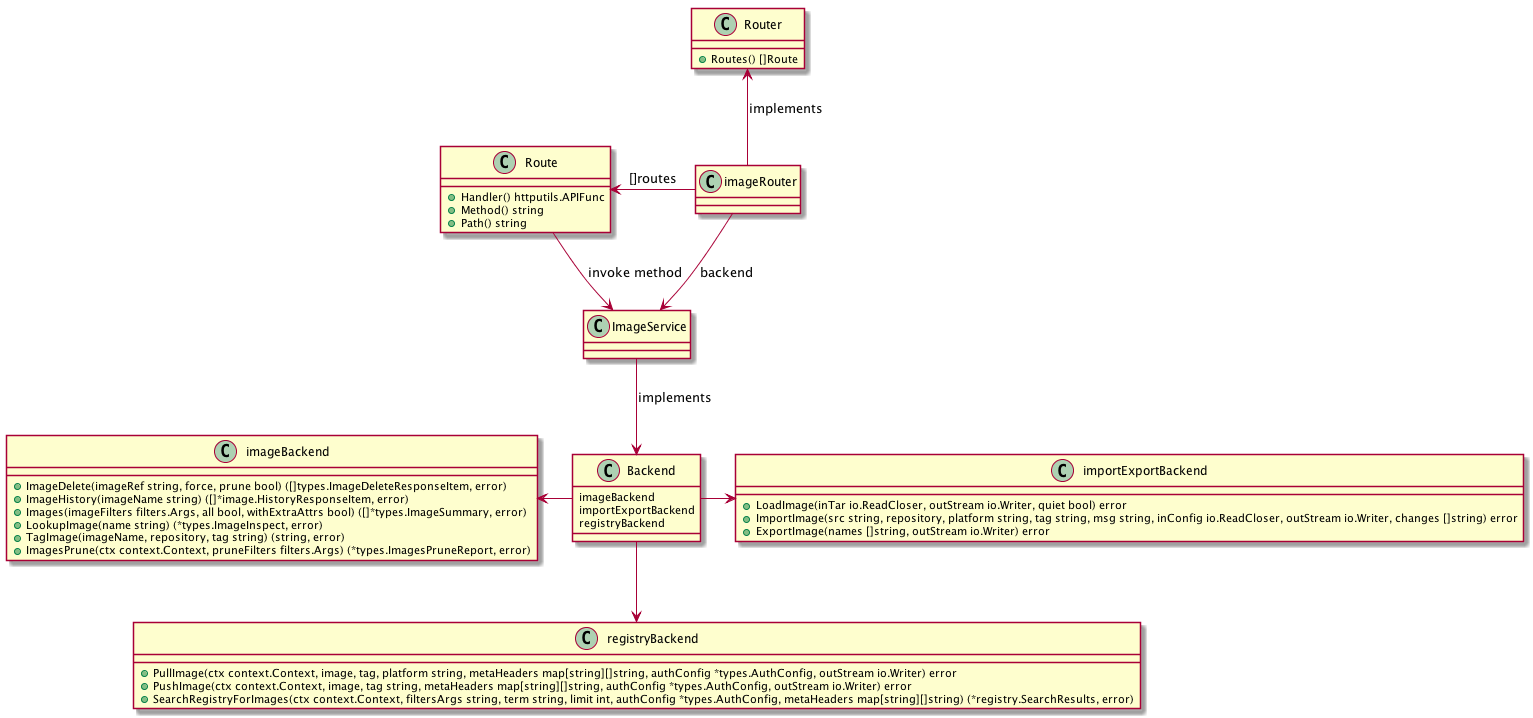 C Router
Routes() []Route
implements
C Route
Handler() httputils.APIFunc
Method() string
Path() string
[]routes
C imageRouter
invoke method
backend
C ImageService
implements
C imageBackend
ImageDelete(imageRef string, force, prune bool) ([]types.ImageDeleteResponseItem, error)
ImageHistory(imageName string) ([]*image.HistoryResponseItem, error)
Images(imageFilters filters.Args, all bool, withExtraAttrs bool) ([]*types.ImageSummary, error)
LookupImage(name string) (*types.ImageInspect, error)
TagImage(imageName, repository, tag string) (string, error)
ImagesPrune(ctx context.Context, pruneFilters filters.Args) (*types.ImagesPruneReport, error)
C Backend
imageBackend
importExportBackend
registryBackend
C importExportBackend
LoadImage(inTar io.ReadCloser, outStream io.Writer, quiet bool) error
ImportImage(src string, repository, platform string, tag string, msg string, inConfig io.ReadCloser, outStream io.Writer, changes []string) error
ExportImage(names []string, outStream io.Writer) error
C registryBackend
PullImage(ctx context.Context, image, tag, platform string, metaHeaders map[string][]string, authConfig *types.AuthConfig, outStream io.Writer) error
PushImage(ctx context.Context, image, tag string, metaHeaders map[string][]string, authConfig *types.AuthConfig, outStream io.Writer) error
SearchRegistryForImages(ctx context.Context, filtersArgs string, term string, limit int, authConfig *types.AuthConfig, metaHeaders map[string][]string) (*registry.SearchResults, error)